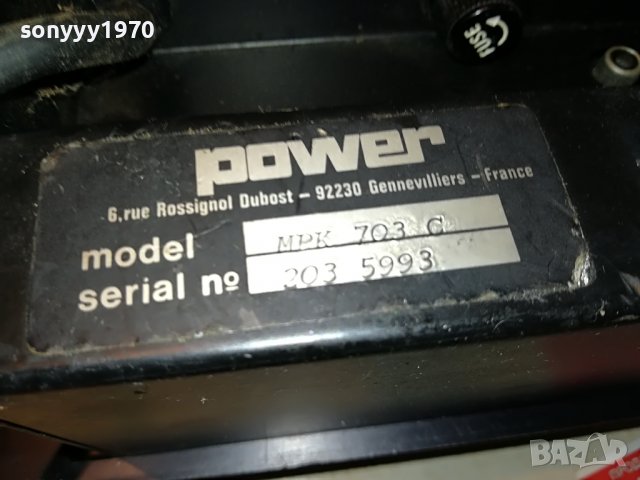 sonyyy1970
FUSE
power
6,rue Rossignol Dubost – 92230 Gennevilliers – France
model MPK 703 G
serial nº 203 5993
BAZAR